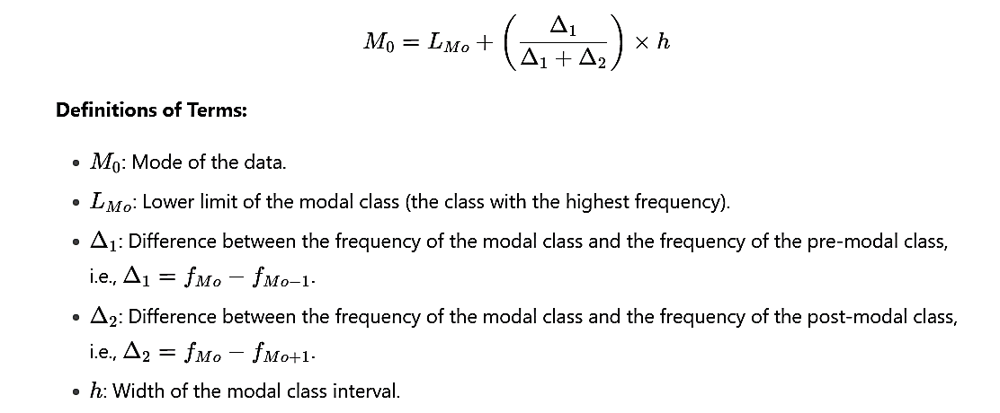 $M_0 = L_{Mo} + \left( \frac{\Delta_1}{\Delta_1 + \Delta_2} \right) \times h$
Definitions of Terms:
• $M_0$: Mode of the data.
• $L_{Mo}$: Lower limit of the modal class (the class with the highest frequency).
• $\Delta_1$: Difference between the frequency of the modal class and the frequency of the pre-modal class,
i.e., $\Delta_1 = f_{Mo} - f_{Mo-1}$.
• $\Delta_2$: Difference between the frequency of the modal class and the frequency of the post-modal class,
i.e., $\Delta_2 = f_{Mo} - f_{Mo+1}$.
• $h$: Width of the modal class interval.